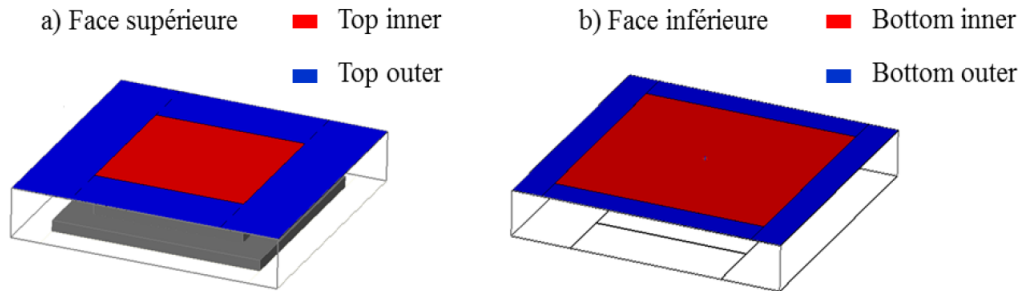 a) Face supérieure
Top inner
Top outer
b) Face inférieure
Bottom inner
Bottom outer